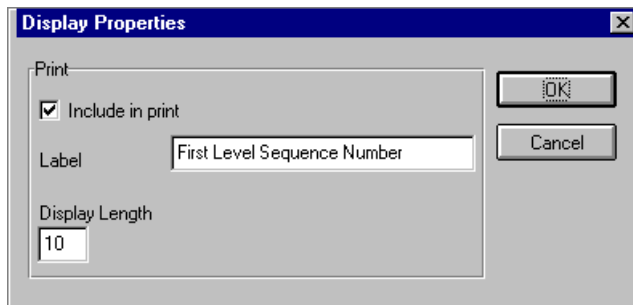 Display Properties
Print
Include in print
OK
Label
First Level Sequence Number
Cancel
Display Length
10